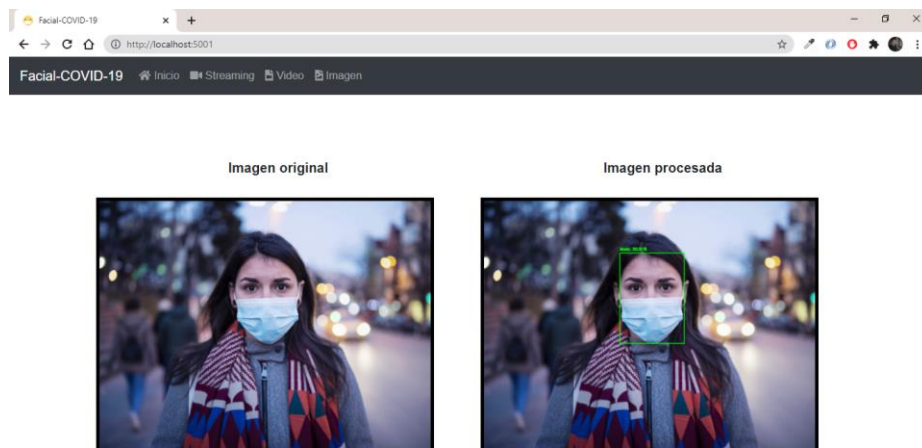 Facial-COVID-19
http://localhost:5001
Facial-COVID-19 Inicio Streaming Video Imagen
Imagen original
Imagen procesada